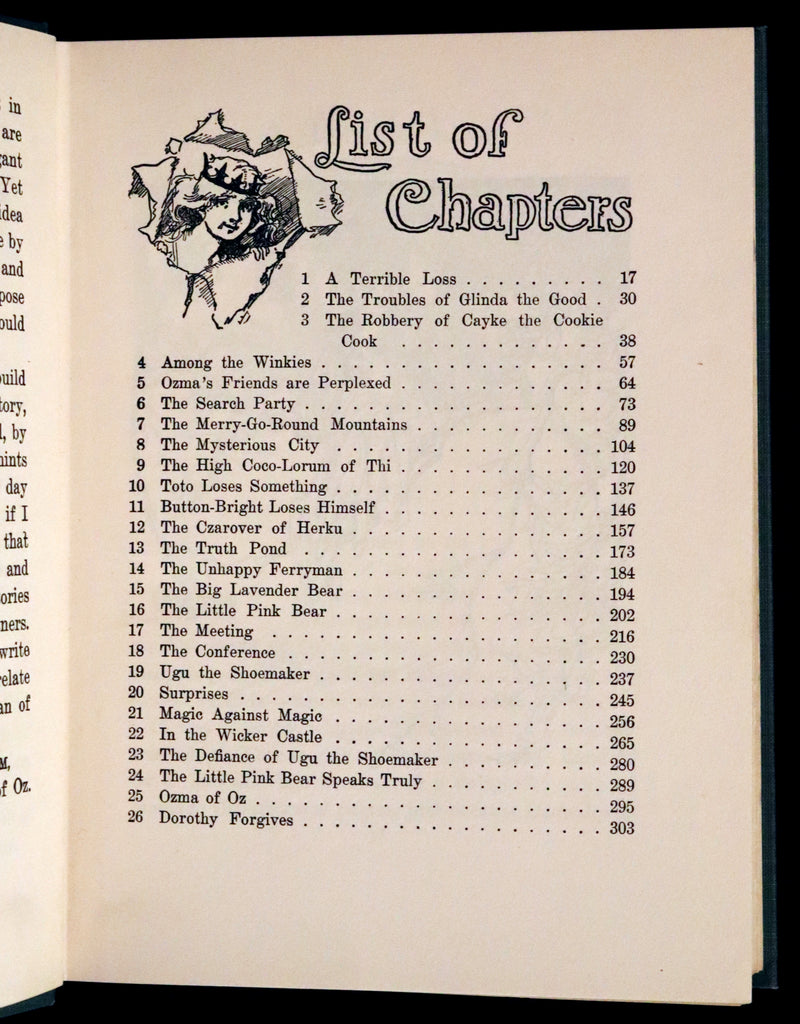 in
are
Yet
by
and
ould
uild
tory,
, by
day
if I
that
and
ories
write
elate
an of
f Oz.
List of
Chapters
1 A Terrible Loss . . . . . . . . . 17
2 The Troubles of Glinda the Good . 30
3 The Robbery of Cayke the Cookie
Cook . . . . . . . . . . . . . 38
4 Among the Winkies . . . . . . . . . . . . . . . . . 57
5 Ozma's Friends are Perplexed . . . . . . . . . . . . 64
6 The Search Party . . . . . . . . . . . . . . . . . 73
7 The Merry-Go-Round Mountains . . . . . . . . . . . 89
8 The Mysterious City . . . . . . . . . . . . . . . 104
9 The High Coco-Lorum of Thi . . . . . . . . . . . . 120
10 Toto Loses Something . . . . . . . . . . . . . . . 137
11 Button-Bright Loses Himself . . . . . . . . . . . . 146
12 The Czarover of Herku . . . . . . . . . . . . . . 157
13 The Truth Pond . . . . . . . . . . . . . . . . . 173
14 The Unhappy Ferryman . . . . . . . . . . . . . . 184
15 The Big Lavender Bear . . . . . . . . . . . . . . 194
16 The Little Pink Bear . . . . . . . . . . . . . . . 202
17 The Meeting . . . . . . . . . . . . . . . . . . 216
18 The Conference . . . . . . . . . . . . . . . . . 230
19 Ugu the Shoemaker . . . . . . . . . . . . . . . . 237
20 Surprises . . . . . . . . . . . . . . . . . . . . 245
21 Magic Against Magic . . . . . . . . . . . . . . . 256
22 In the Wicker Castle . . . . . . . . . . . . . . . 265
23 The Defiance of Ugu the Shoemaker . . . . . . . . . 280
24 The Little Pink Bear Speaks Truly . . . . . . . . . . 289
25 Ozma of Oz . . . . . . . . . . . . . . . . . . . 295
26 Dorothy Forgives . . . . . . . . . . . . . . . . . 303